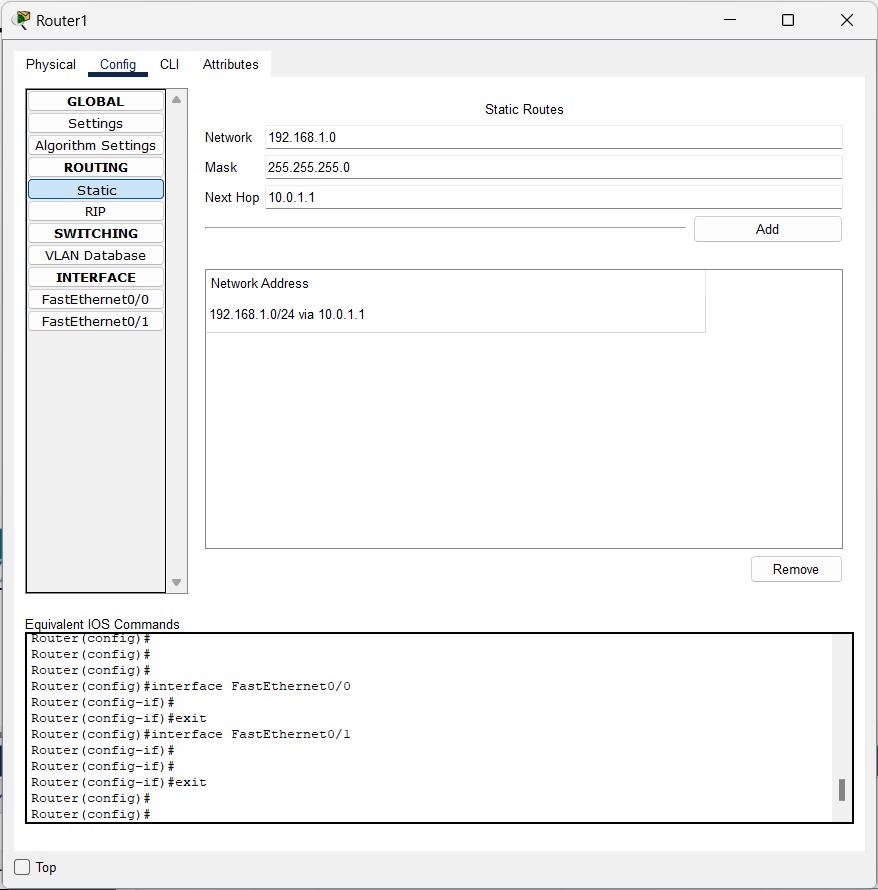 Router1
Physical Config CLI Attributes
GLOBAL
Settings
Algorithm Settings
ROUTING
Static
RIP
SWITCHING
VLAN Database
INTERFACE
FastEthernet0/0
FastEthernet0/1
Static Routes
Network 192.168.1.0
Mask 255.255.255.0
Next Hop 10.0.1.1
Add
Network Address
192.168.1.0/24 via 10.0.1.1
Remove
Equivalent IOS Commands
Router(config)#
Router(config)#
Router(config)#
Router(config)#interface FastEthernet0/0
Router(config-if)#
Router(config-if)#exit
Router(config)#interface FastEthernet0/1
Router(config-if)#
Router(config-if)#
Router(config-if)#exit
Router(config)#
Router(config)#
Top